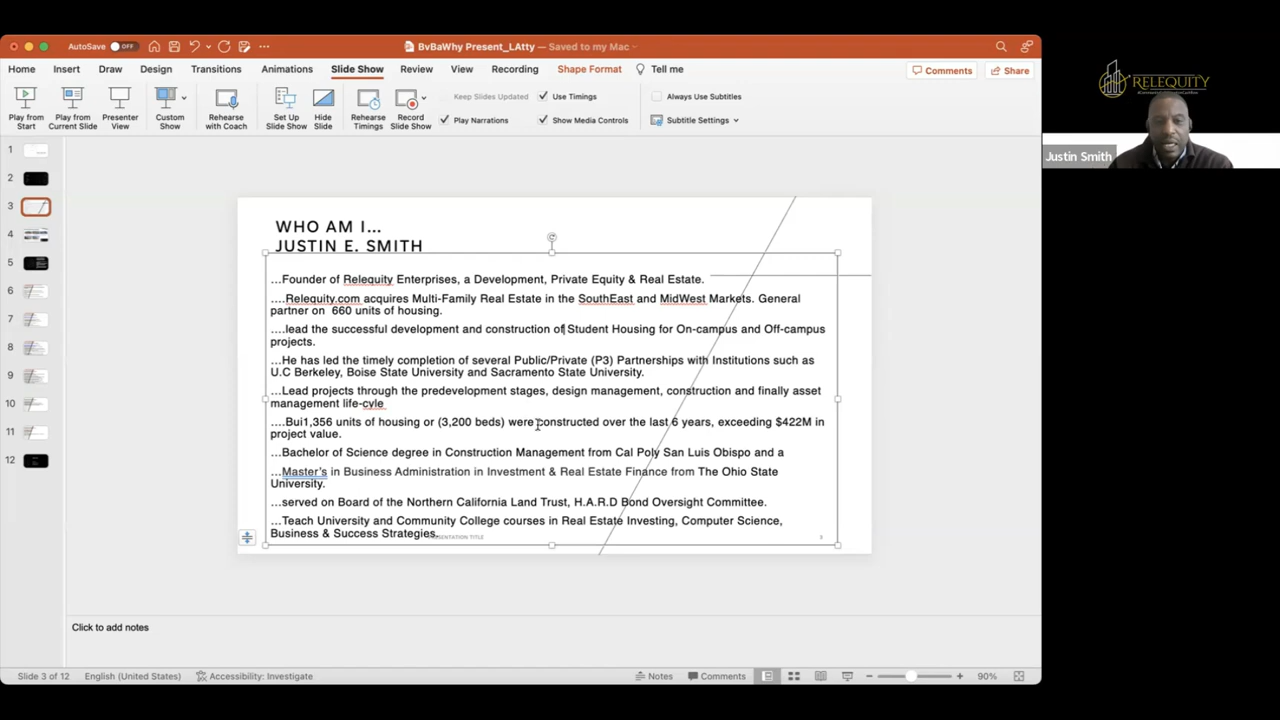 AutoSave OFF BvBaWhy Present_LAtty — Saved to my Mac
Home Insert Draw Design Transitions Animations Slide Show Review View Recording Shape Format Tell me Comments Share
Play from Start
Play from Current Slide
Presenter View
Custom Show
Rehearse with Coach
Set Up Slide Show
Hide Slide
Rehearse Timings
Record Slide Show
Keep Slides Updated
Use Timings
Play Narrations
Show Media Controls
Always Use Subtitles
Subtitle Settings
RELEQUITY
Justin Smith
1
2
3
4
5
6
7
8
9
10
11
12
WHO AM I...
JUSTIN E. SMITH
...Founder of Relequity Enterprises, a Development, Private Equity & Real Estate.
....Relequity.com acquires Multi-Family Real Estate in the SouthEast and MidWest Markets. General
partner on 660 units of housing.
....lead the successful development and construction of Student Housing for On-campus and Off-campus
projects.
...He has led the timely completion of several Public/Private (P3) Partnerships with Institutions such as
U.C Berkeley, Boise State University and Sacramento State University.
...Lead projects through the predevelopment stages, design management, construction and finally asset
management life-cyle
....Bui1,356 units of housing or (3,200 beds) were constructed over the last 6 years, exceeding $422M in
project value.
...Bachelor of Science degree in Construction Management from Cal Poly San Luis Obispo and a
...Master's in Business Administration in Investment & Real Estate Finance from The Ohio State
University.
...served on Board of the Northern California Land Trust, H.A.R.D Bond Oversight Committee.
...Teach University and Community College courses in Real Estate Investing, Computer Science,
Business & Success Strategies.
PRESENTATION TITLE 3
Click to add notes
Slide 3 of 12 English (United States) Accessibility: Investigate Notes Comments 90%